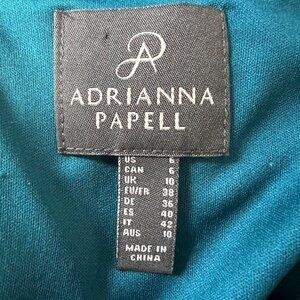 ADRIANNA
PAPELL
US 6
CAN 6
UK 10
EU/FR 38
DE 36
ES 40
IT 42
AUS 10
MADE IN
CHINA